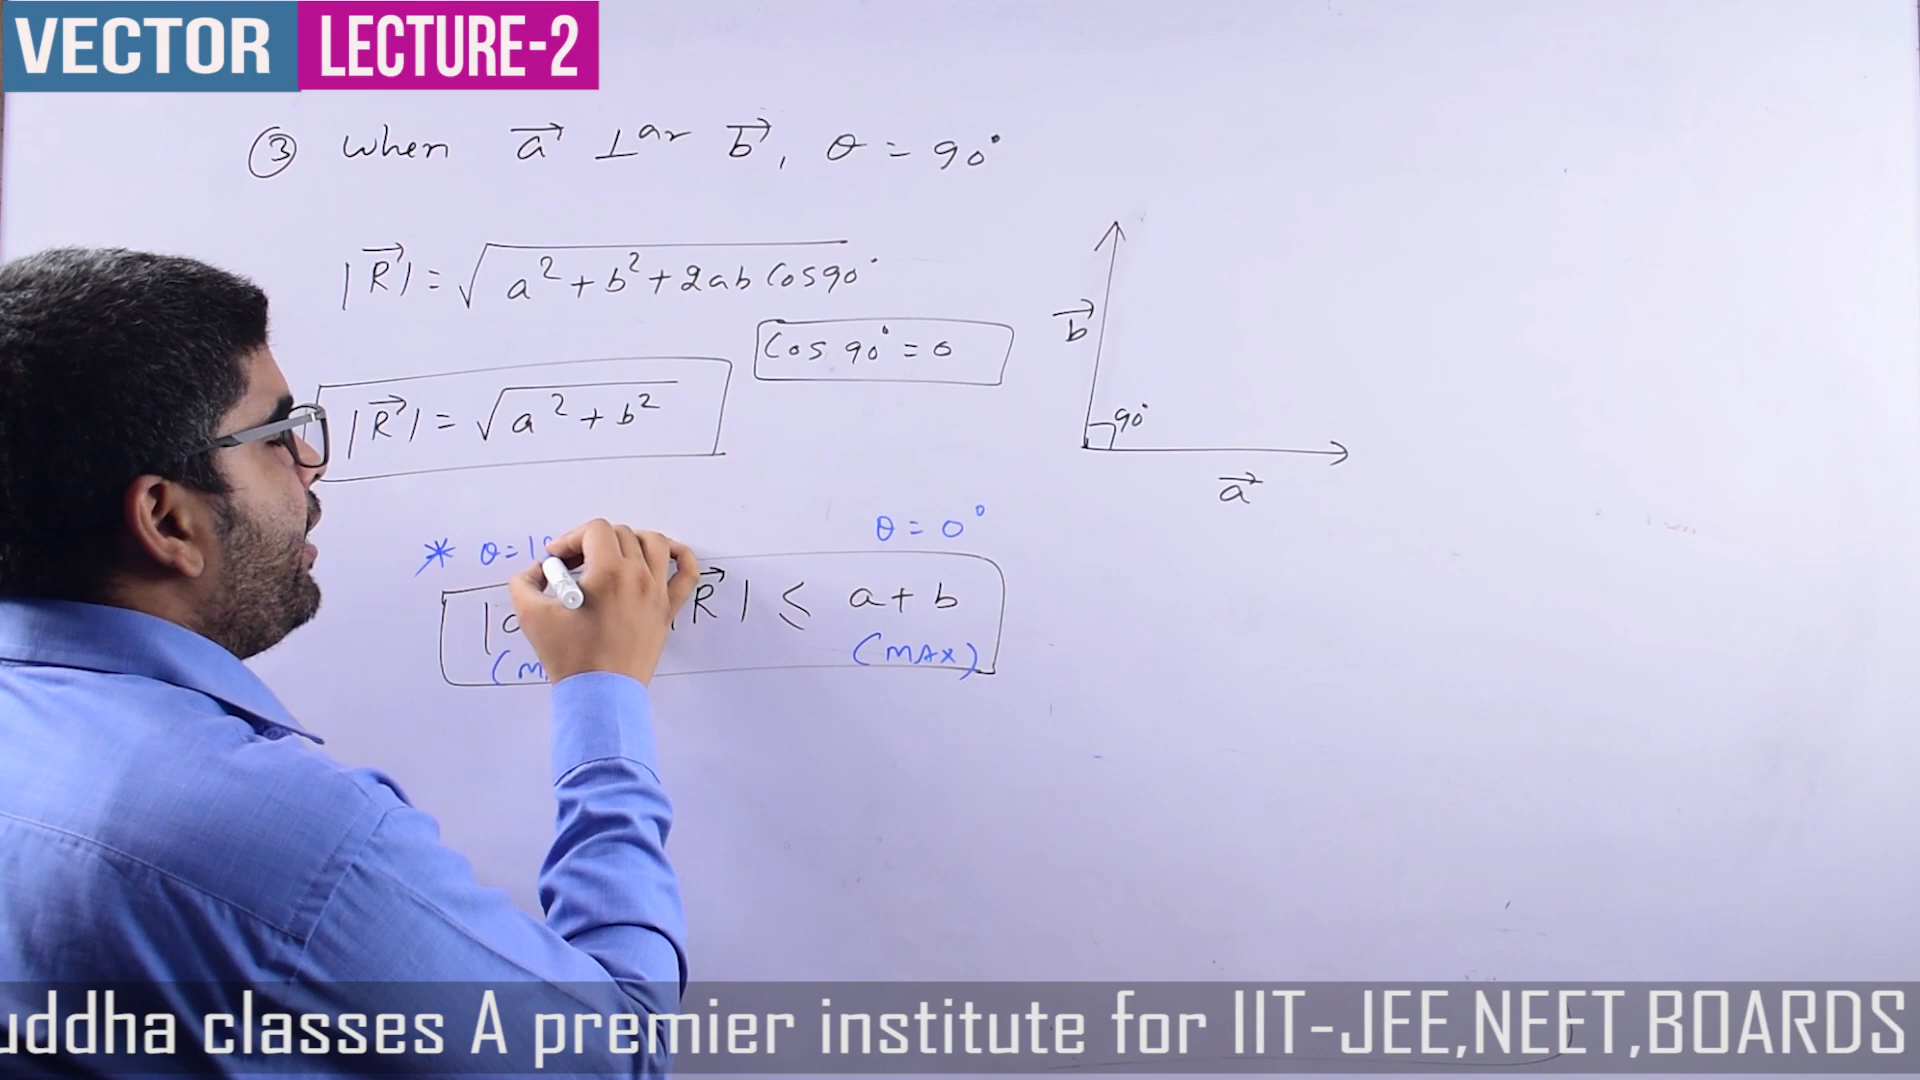 VECTOR LECTURE-2
③ When a⃗ ⊥ar b⃗, θ = 90°
|R⃗| = √(a² + b² + 2ab Cos90°)
Cos 90° = 0
|R⃗| = √(a² + b²)
b⃗
90°
a⃗
* θ=1
θ = 0°
R⃗| ≤ a + b
(MAX)
uddha classes A premier institute for IIT-JEE,NEET,BOARDS